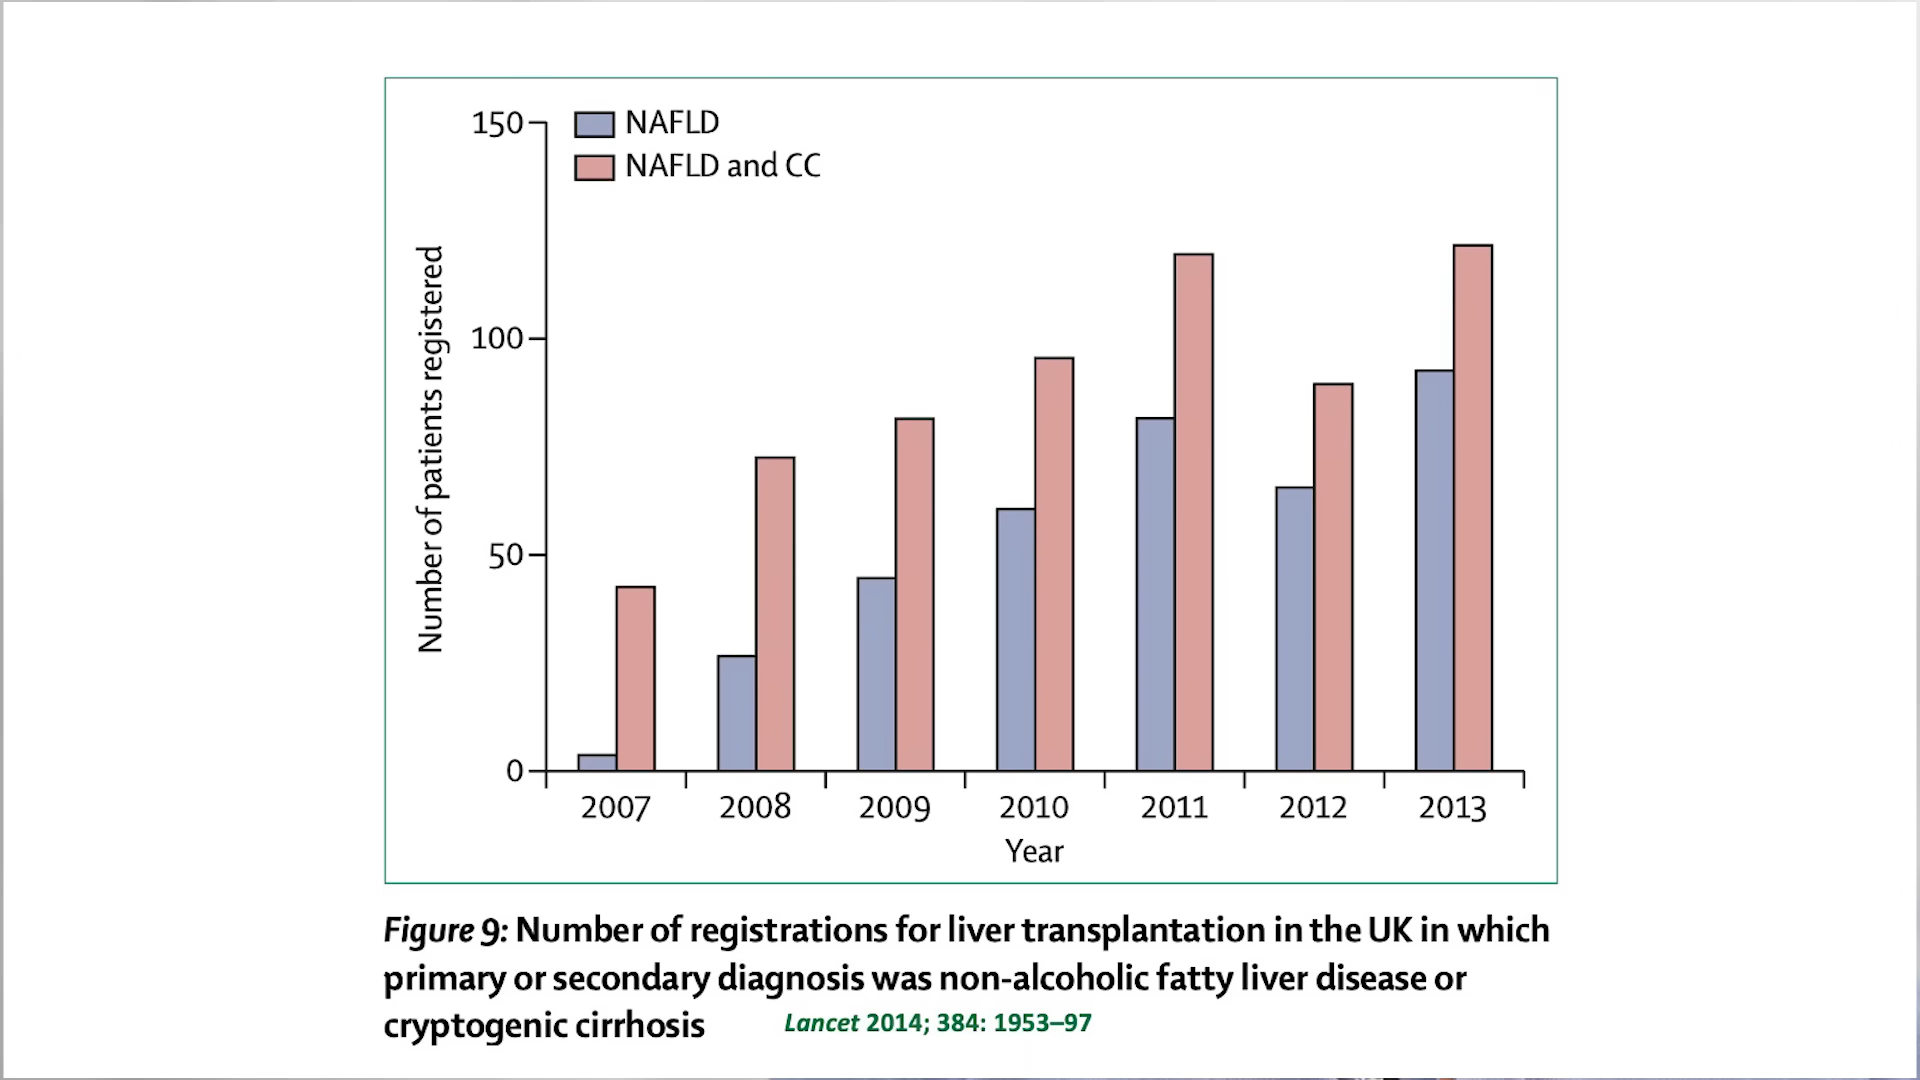 150
NAFLD
NAFLD and CC
Number of patients registered
100
50
0
2007 2008 2009 2010 2011 2012 2013
Year
Figure 9: Number of registrations for liver transplantation in the UK in which
primary or secondary diagnosis was non-alcoholic fatty liver disease or
cryptogenic cirrhosis
Lancet 2014; 384: 1953–97